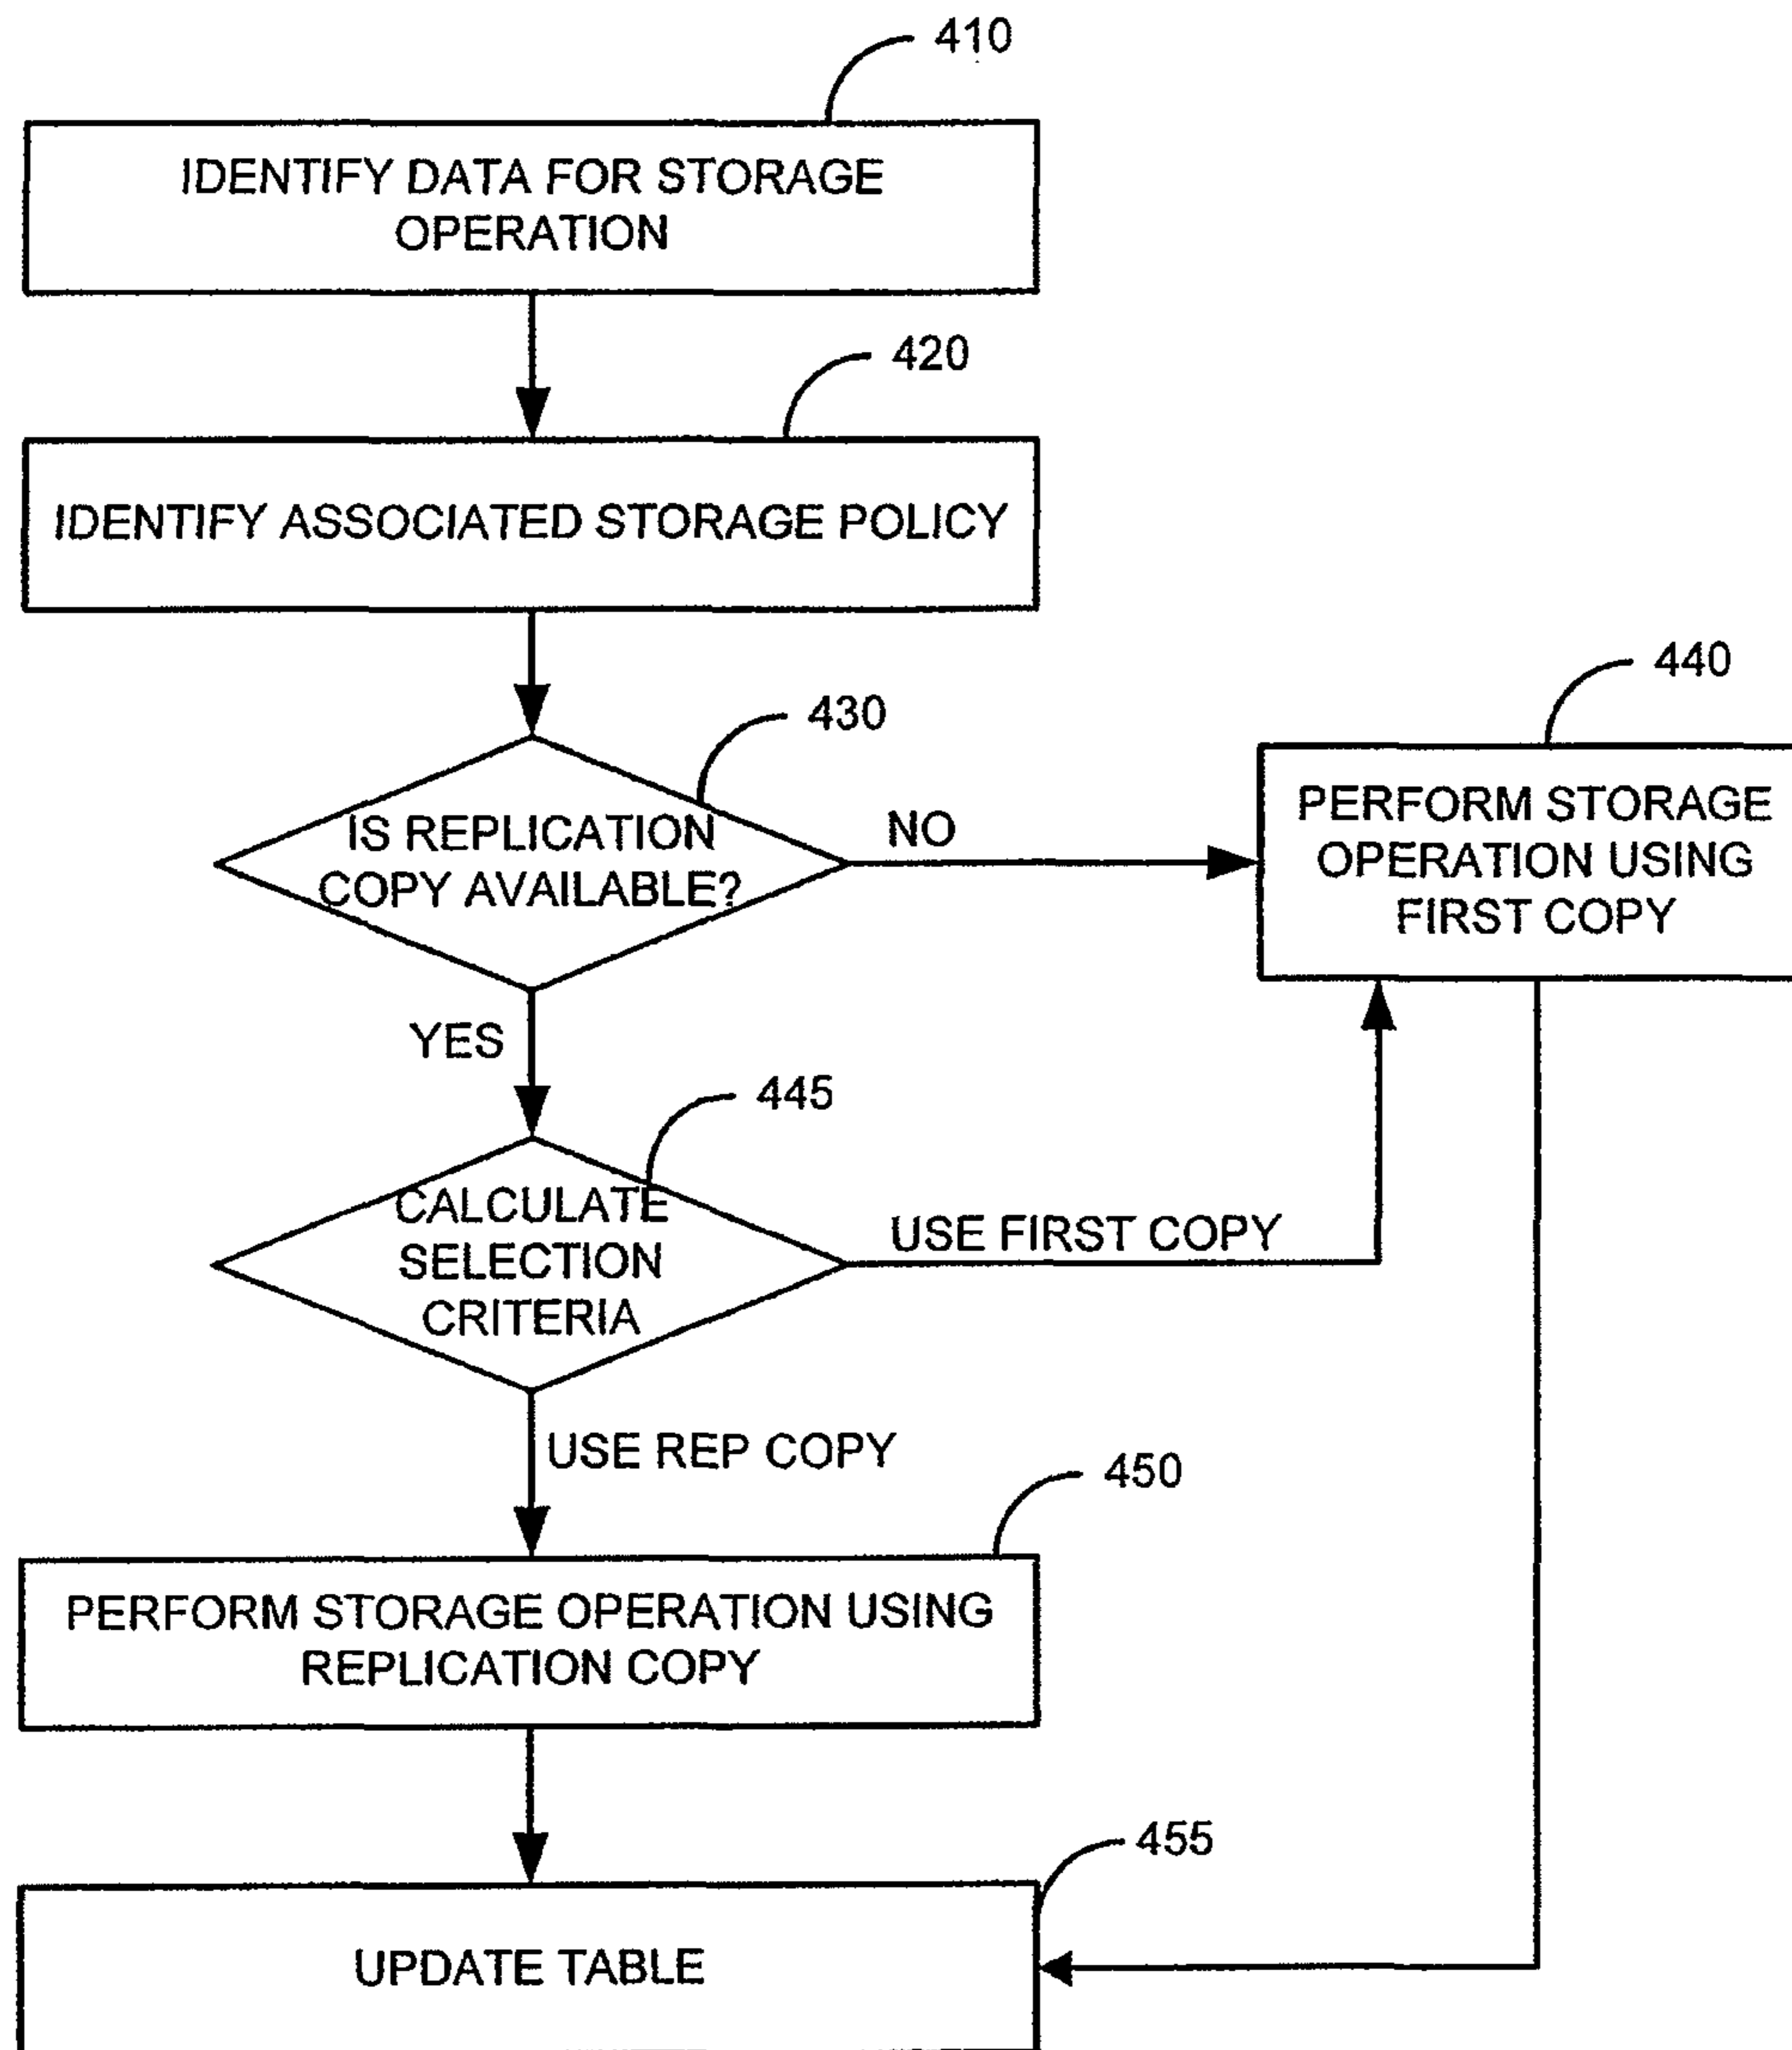 410
IDENTIFY DATA FOR STORAGE
OPERATION
420
IDENTIFY ASSOCIATED STORAGE POLICY
430
IS REPLICATION
COPY AVAILABLE?
NO
440
PERFORM STORAGE
OPERATION USING
FIRST COPY
YES
445
CALCULATE
SELECTION
CRITERIA
USE FIRST COPY
USE REP COPY
450
PERFORM STORAGE OPERATION USING
REPLICATION COPY
455
UPDATE TABLE